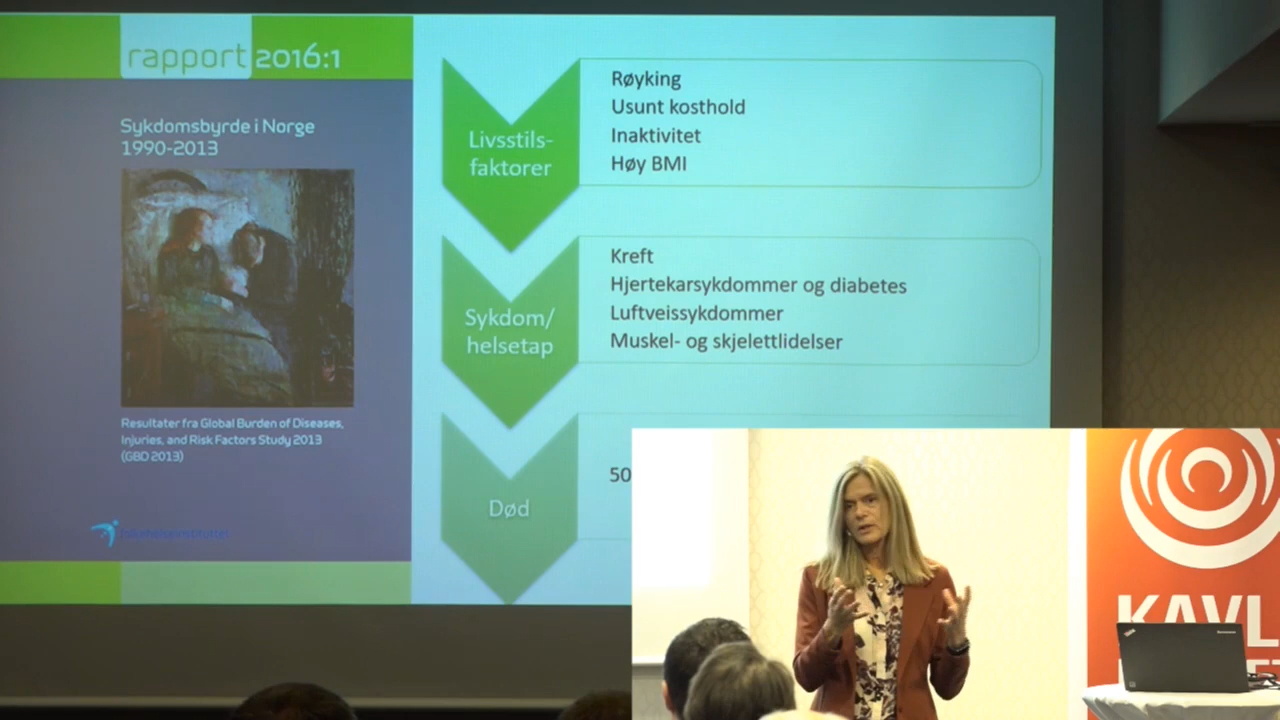 rapport 2016:1
Sykdomsbyrde i Norge
1990-2013
Resultater fra Global Burden of Diseases,
Injuries, and Risk Factors Study 2013
(GBD 2013)
folkehelseinstituttet
Livsstils-
faktorer
Røyking
Usunt kosthold
Inaktivitet
Høy BMI
Sykdom/
helsetap
Kreft
Hjertekarsykdommer og diabetes
Luftveissykdommer
Muskel- og skjelettlidelser
Død
50
KAVL